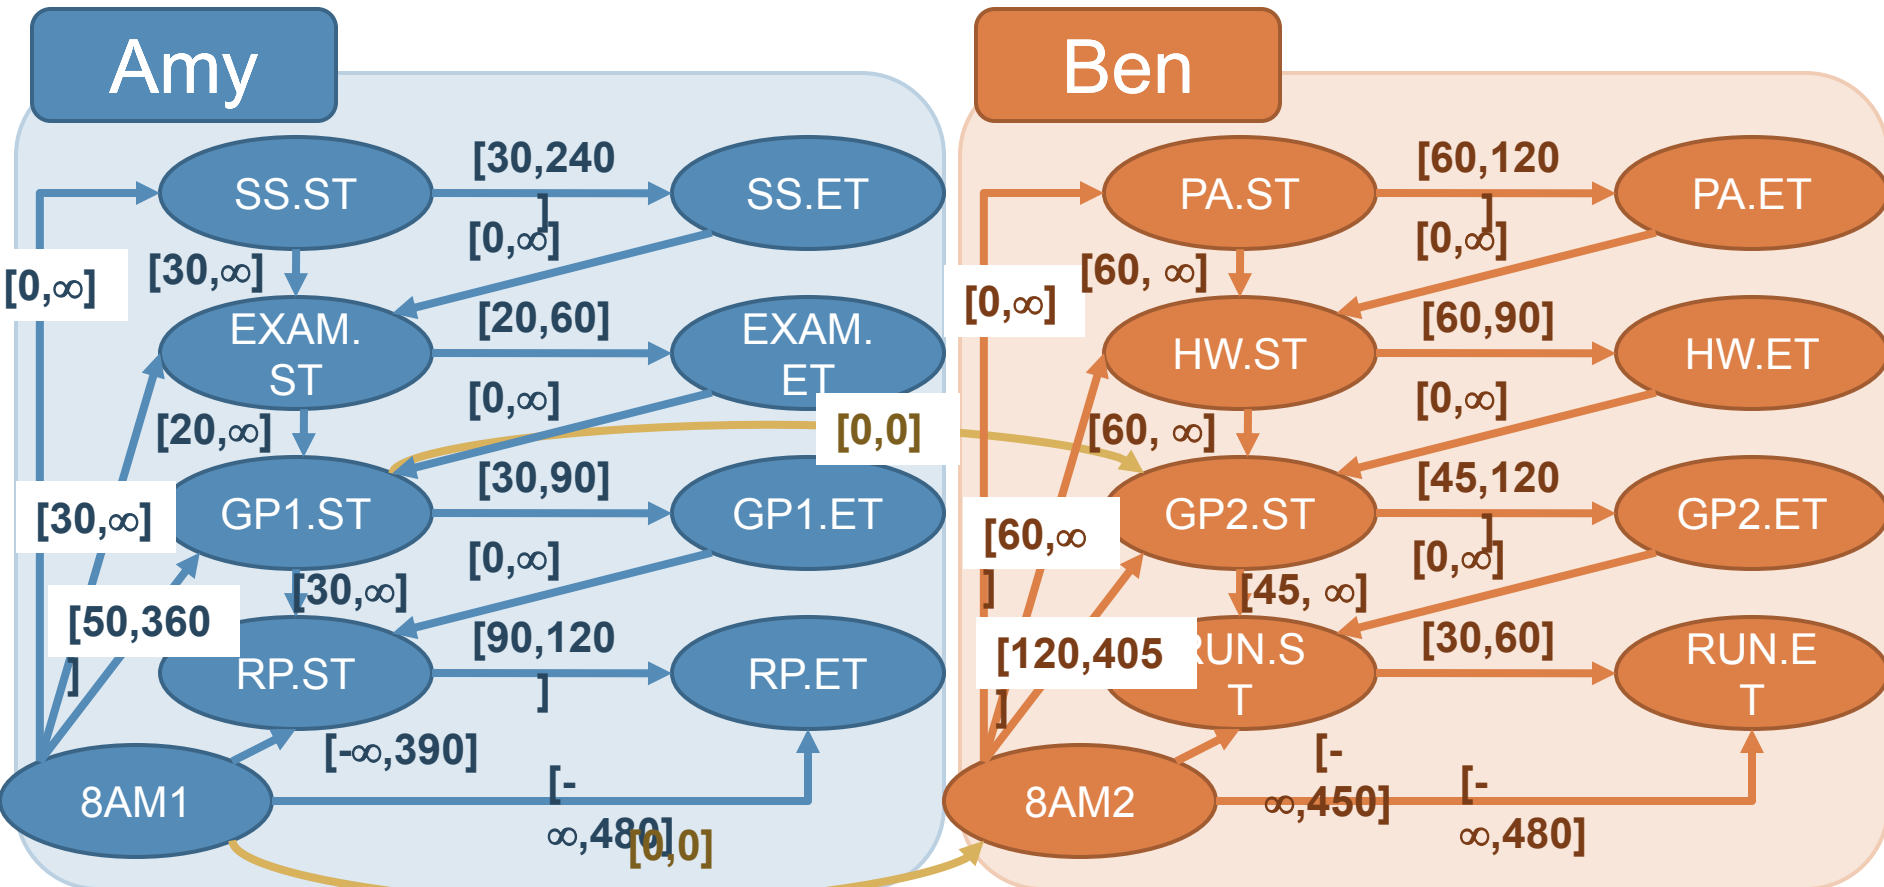 Amy
Ben
SS.ST
[30,240
]
SS.ET
PA.ST
[60,120
]
PA.ET
[0,∞]
[30,∞]
[0,∞]
[0,∞]
[60, ∞]
[0,∞]
EXAM.
ST
[20,60]
EXAM.
ET
HW.ST
[60,90]
HW.ET
[20,∞]
[0,∞]
[0,0]
[60, ∞]
[0,∞]
[30,∞]
GP1.ST
[30,90]
GP1.ET
[60,∞
]
GP2.ST
[45,120
]
GP2.ET
[50,360
]
[30,∞]
[0,∞]
[120,405
]
[45, ∞]
[0,∞]
RP.ST
[90,120
]
RP.ET
RUN.S
T
[30,60]
RUN.E
T
8AM1
[-∞,390]
[-
∞,480]
[0,0]
8AM2
[-
∞,450]
[-
∞,480]